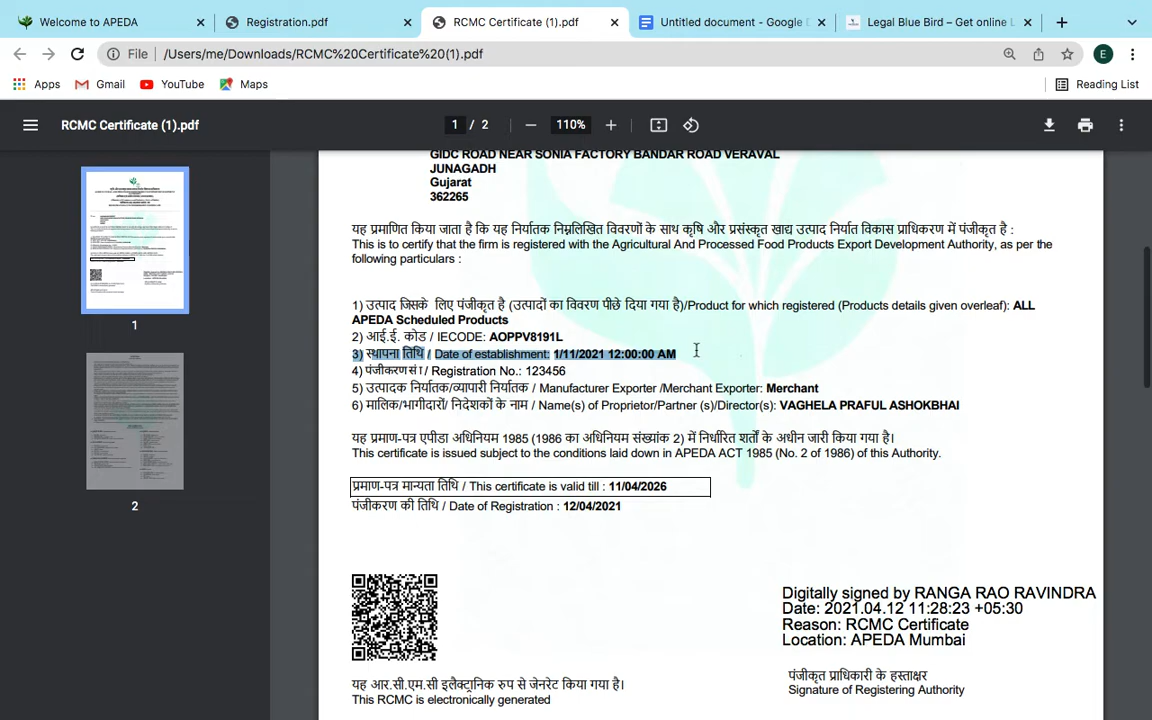 Welcome to APEDA
Registration.pdf
RCMC Certificate (1).pdf
Untitled document - Google
Legal Blue Bird – Get online L
File
/Users/me/Downloads/RCMC%20Certificate%20(1).pdf
E
Apps
Gmail
YouTube
Maps
Reading List
RCMC Certificate (1).pdf
1 / 2
110%
1
2
GIDC ROAD NEAR SONIA FACTORY BANDAR ROAD VERAVAL
JUNAGADH
Gujarat
362265
यह प्रमाणित किया जाता है कि यह निर्यातक निम्नलिखित विवरणों के साथ कृषि और प्रसंस्कृत खाद्य उत्पाद निर्यात विकास प्राधिकरण में पंजीकृत है :
This is to certify that the firm is registered with the Agricultural And Processed Food Products Export Development Authority, as per the
following particulars :
1) उत्पाद जिसके लिए पंजीकृत है (उत्पादों का विवरण पीछे दिया गया है)/Product for which registered (Products details given overleaf): ALL
APEDA Scheduled Products
2) आई.ई. कोड / IECODE: AOPPV8191L
3) स्थापना तिथि / Date of establishment: 1/11/2021 12:00:00 AM
4) पंजीकरण सं / Registration No.: 123456
5) उत्पादक निर्यातक/व्यापारी निर्यातक / Manufacturer Exporter /Merchant Exporter: Merchant
6) मालिक/भागीदारों/ निदेशकों के नाम / Name(s) of Proprietor/Partner (s)/Director(s): VAGHELA PRAFUL ASHOKBHAI
यह प्रमाण-पत्र एपीडा अधिनियम 1985 (1986 का अधिनियम संख्यांक 2) में निर्धारित शर्तों के अधीन जारी किया गया है।
This certificate is issued subject to the conditions laid down in APEDA ACT 1985 (No. 2 of 1986) of this Authority.
प्रमाण-पत्र मान्यता तिथि / This certificate is valid till : 11/04/2026
पंजीकरण की तिथि / Date of Registration : 12/04/2021
Digitally signed by RANGA RAO RAVINDRA
Date: 2021.04.12 11:28:23 +05:30
Reason: RCMC Certificate
Location: APEDA Mumbai
पंजीकृत प्राधिकारी के हस्ताक्षर
Signature of Registering Authority
यह आर.सी.एम.सी इलैक्ट्रानिक रुप से जेनरेट किया गया है।
This RCMC is electronically generated